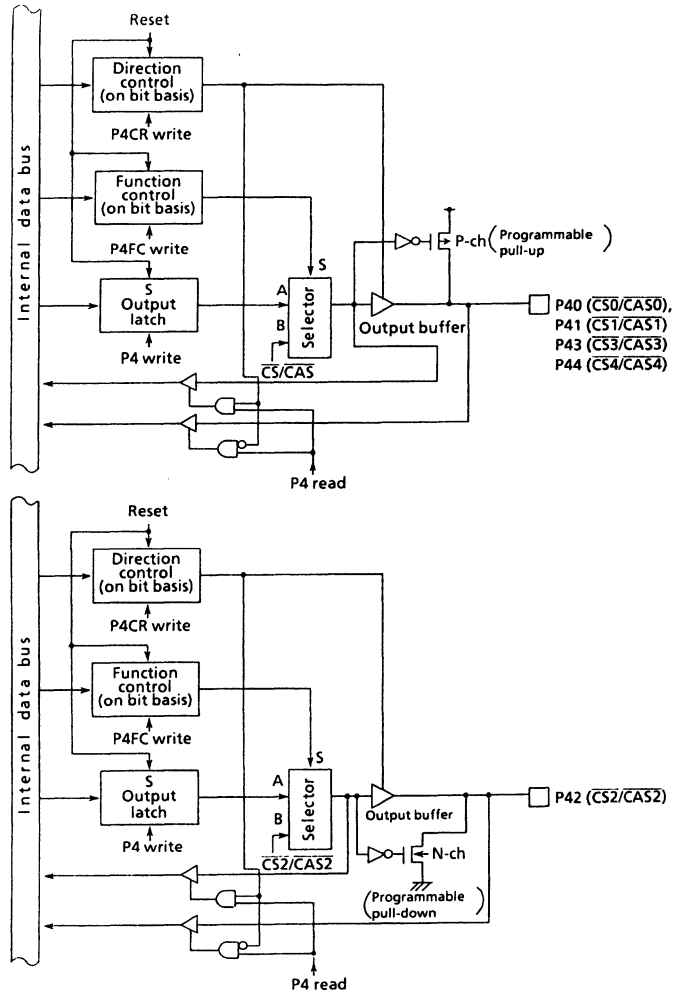 Reset
Direction
control
(on bit basis)
P4CR write
Function
control
(on bit basis)
P4FC write
S
Output
latch
P4 write
Internal data bus
A
B
S
Selector
CS/CAS
P-ch (Programmable
pull-up)
Output buffer
P40 (CS0/CAS0),
P41 (CS1/CAS1)
P43 (CS3/CAS3)
P44 (CS4/CAS4)
P4 read
Reset
Direction
control
(on bit basis)
P4CR write
Function
control
(on bit basis)
P4FC write
S
Output
latch
P4 write
Internal data bus
A
B
S
Selector
CS2/CAS2
Output buffer
N-ch
(Programmable
pull-down)
P42 (CS2/CAS2)
P4 read